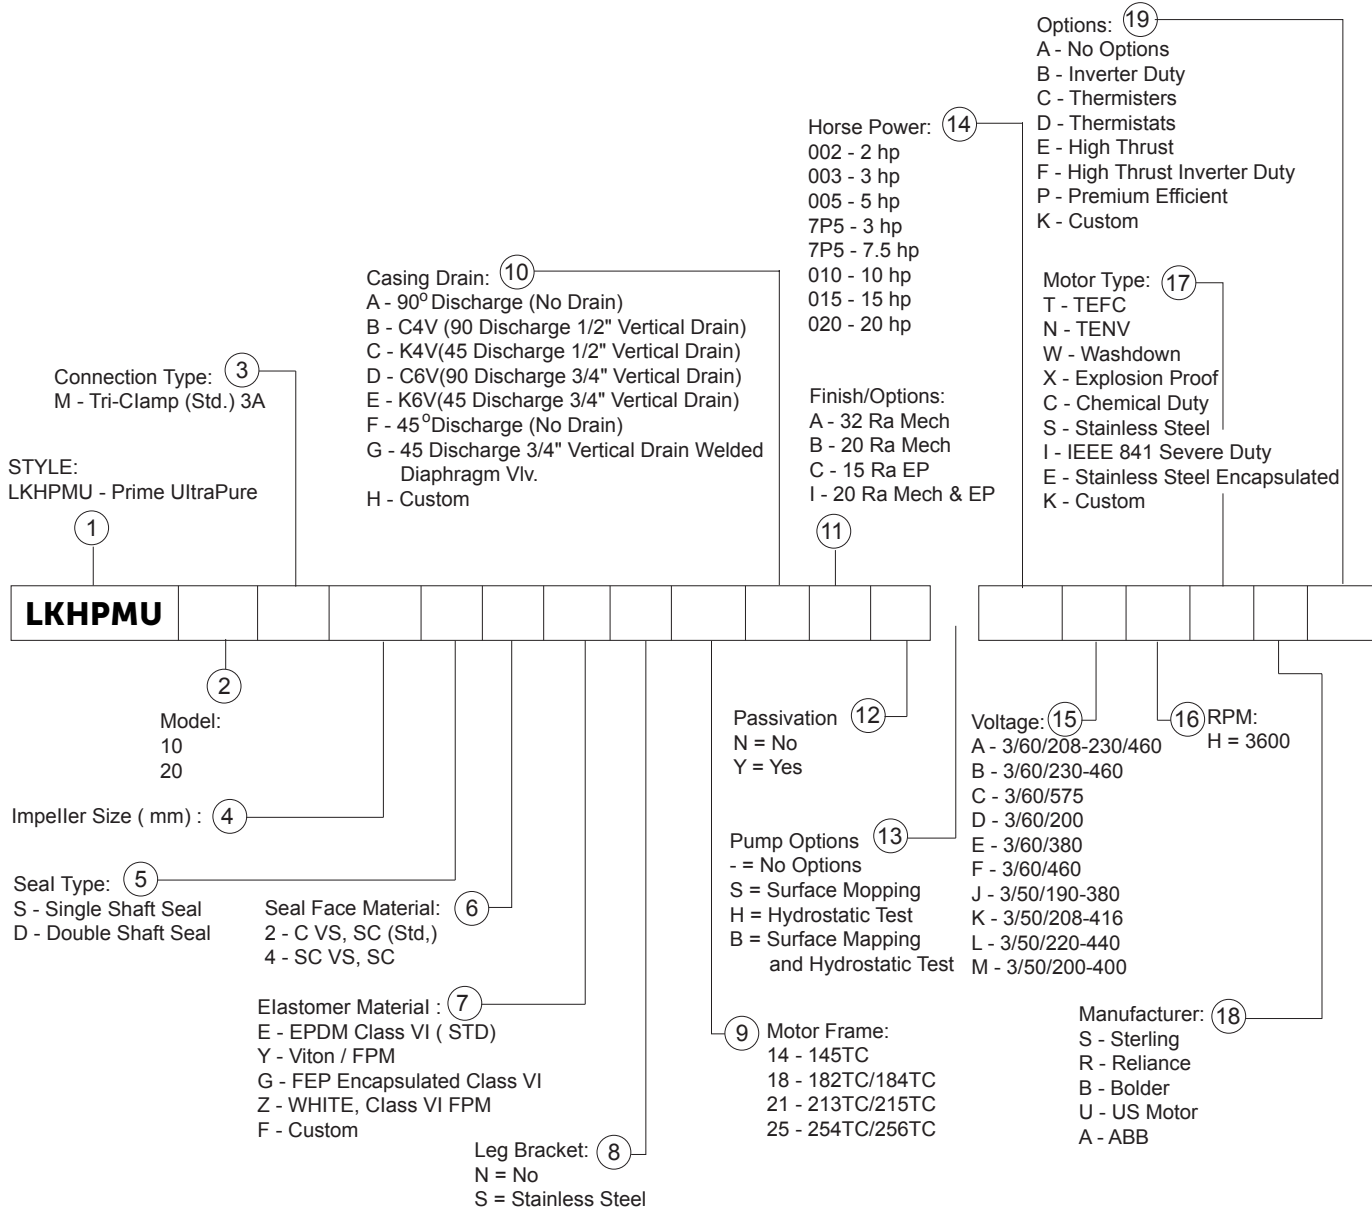 Options: 19
A - No Options
B - Inverter Duty
C - Thermisters
D - Thermistats
E - High Thrust
F - High Thrust Inverter Duty
P - Premium Efficient
K - Custom
Horse Power: 14
002 - 2 hp
003 - 3 hp
005 - 5 hp
7P5 - 3 hp
7P5 - 7.5 hp
010 - 10 hp
015 - 15 hp
020 - 20 hp
Motor Type: 17
T - TEFC
N - TENV
W - Washdown
X - Explosion Proof
C - Chemical Duty
S - Stainless Steel
I - IEEE 841 Severe Duty
E - Stainless Steel Encapsulated
K - Custom
Casing Drain: 10
A - 90° Discharge (No Drain)
B - C4V (90 Discharge 1/2" Vertical Drain)
C - K4V(45 Discharge 1/2" Vertical Drain)
D - C6V(90 Discharge 3/4" Vertical Drain)
E - K6V(45 Discharge 3/4" Vertical Drain)
F - 45° Discharge (No Drain)
G - 45 Discharge 3/4" Vertical Drain Welded
Diaphragm Vlv.
H - Custom
Finish/Options:
A - 32 Ra Mech
B - 20 Ra Mech
C - 15 Ra EP
I - 20 Ra Mech & EP
11
Connection Type: 3
M - Tri-Clamp (Std.) 3A
STYLE:
LKHPMU - Prime UltraPure
1
LKHPMU
2
Model:
10
20
Impeller Size ( mm) : 4
Seal Type: 5
S - Single Shaft Seal
D - Double Shaft Seal
Seal Face Material: 6
2 - C VS, SC (Std,)
4 - SC VS, SC
Elastomer Material : 7
E - EPDM Class VI ( STD)
Y - Viton / FPM
G - FEP Encapsulated Class VI
Z - WHITE, Class VI FPM
F - Custom
Leg Bracket: 8
N = No
S = Stainless Steel
9 Motor Frame:
14 - 145TC
18 - 182TC/184TC
21 - 213TC/215TC
25 - 254TC/256TC
Passivation 12
N = No
Y = Yes
Pump Options 13
- = No Options
S = Surface Mopping
H = Hydrostatic Test
B = Surface Mapping
and Hydrostatic Test
Voltage: 15
A - 3/60/208-230/460
B - 3/60/230-460
C - 3/60/575
D - 3/60/200
E - 3/60/380
F - 3/60/460
J - 3/50/190-380
K - 3/50/208-416
L - 3/50/220-440
M - 3/50/200-400
16 RPM:
H = 3600
Manufacturer: 18
S - Sterling
R - Reliance
B - Bolder
U - US Motor
A - ABB